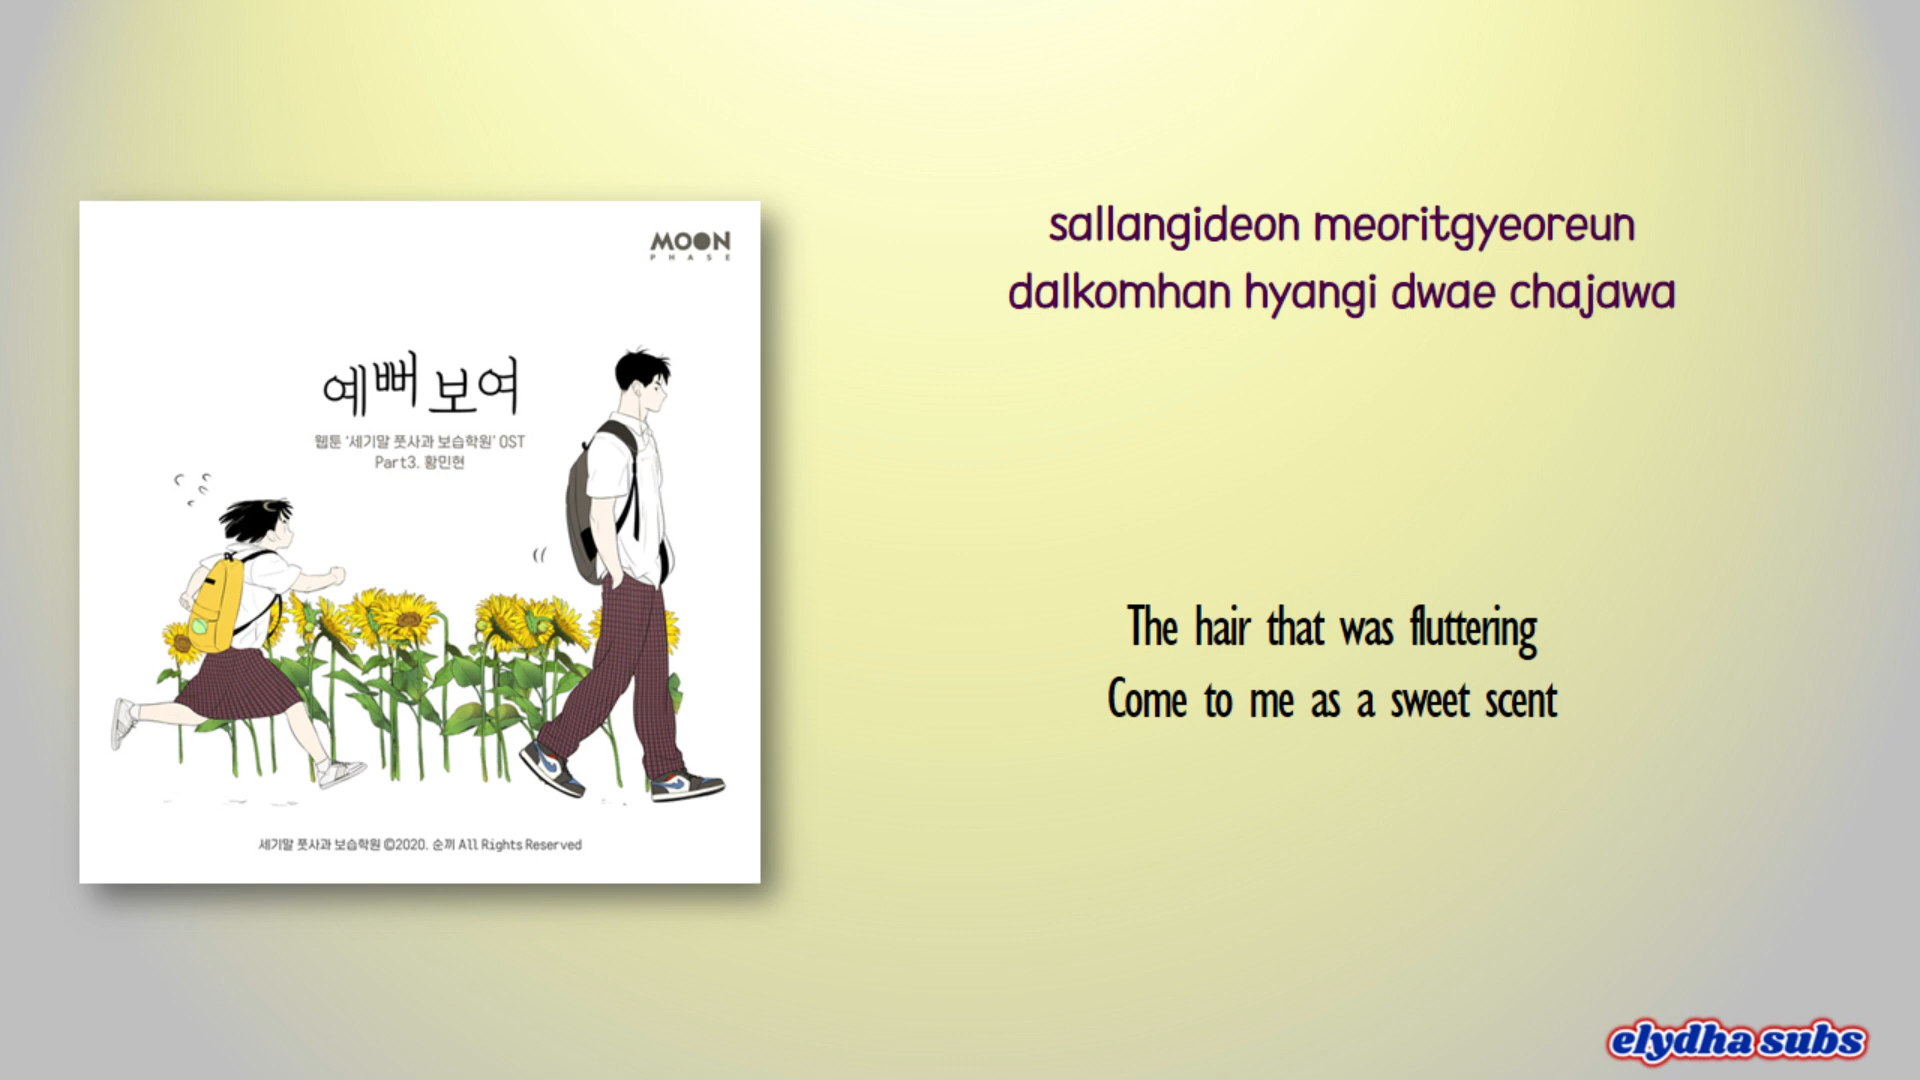 MOON
PHASE
예뻐 보여
웹툰 '세기말 풋사과 보습학원' OST
Part3. 황민현
세기말 풋사과 보습학원 ©2020. 순끼 All Rights Reserved
sallangideon meoritgyeoreun
dalkomhan hyangi dwae chajawa
The hair that was fluttering
Come to me as a sweet scent
elydha subs